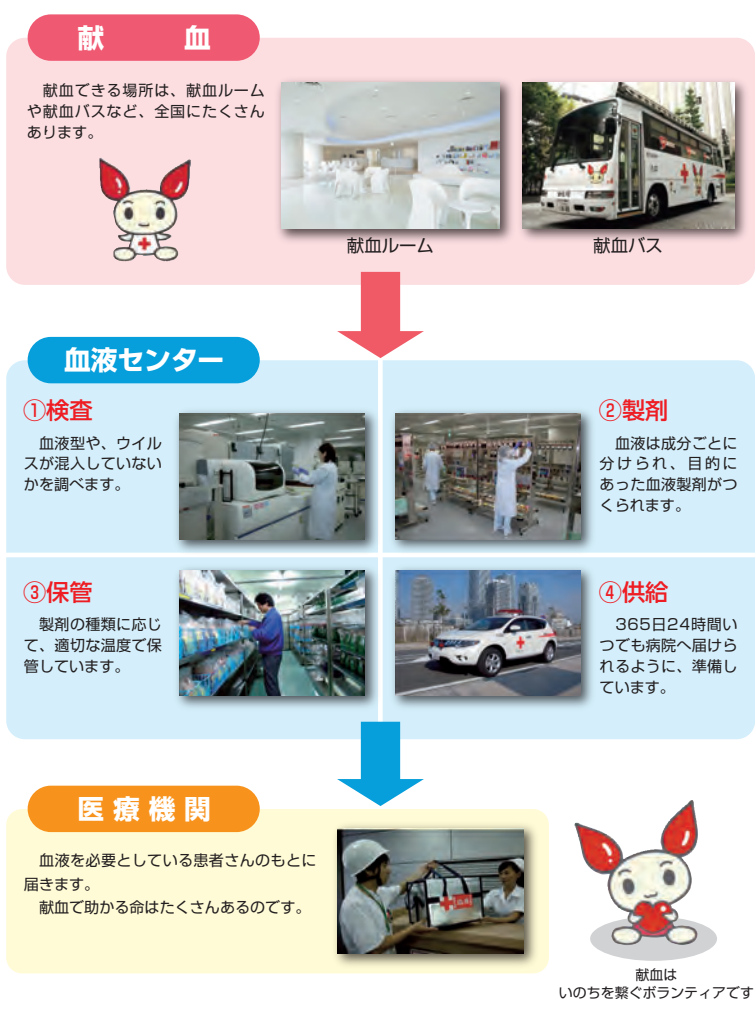 献　血
献血できる場所は、献血ルーム
や献血バスなど、全国にたくさん
あります。
献血ルーム
献血バス
血液センター
①検査
血液型や、ウイル
スが混入していない
かを調べます。
②製剤
血液は成分ごとに
分けられ、目的に
あった血液製剤がつ
くられます。
③保管
製剤の種類に応じ
て、適切な温度で保
管しています。
④供給
365日24時間い
つでも病院へ届けら
れるように、準備し
ています。
医療機関
血液を必要としている患者さんのもとに
届きます。
献血で助かる命はたくさんあるのです。
献血は
いのちを繋ぐボランティアです